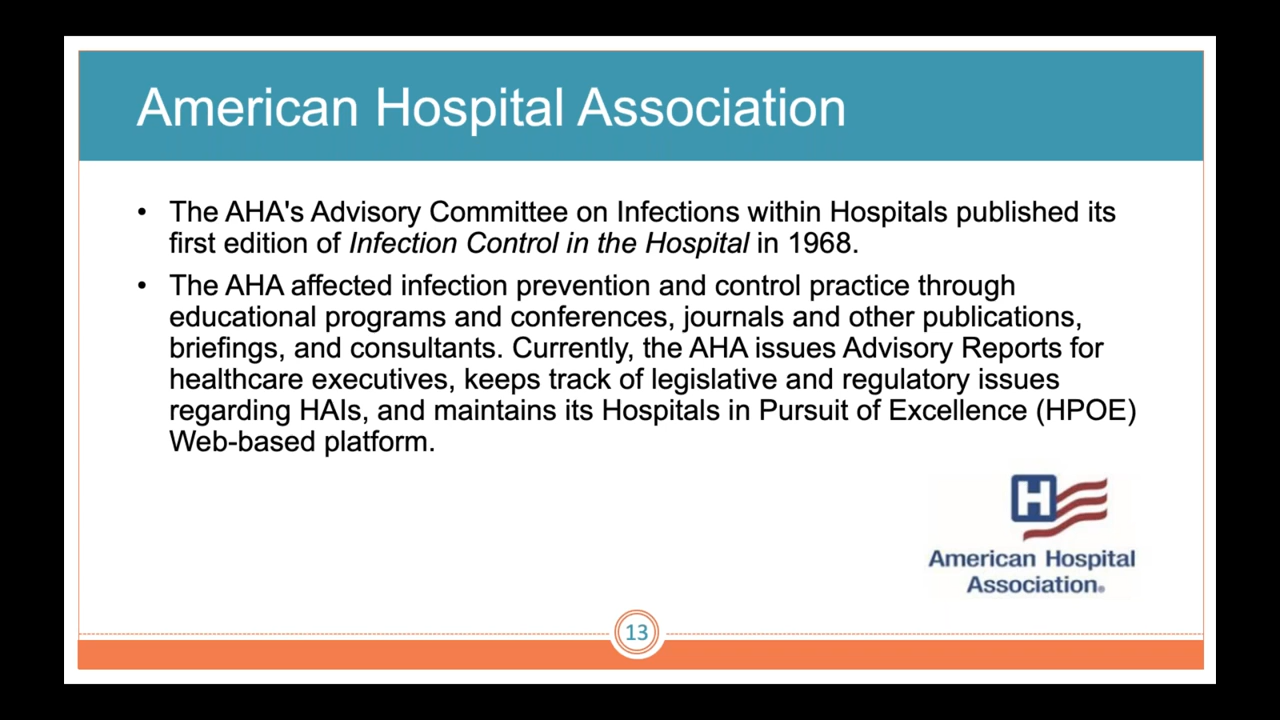 American Hospital Association
• The AHA's Advisory Committee on Infections within Hospitals published its
first edition of Infection Control in the Hospital in 1968.
• The AHA affected infection prevention and control practice through
educational programs and conferences, journals and other publications,
briefings, and consultants. Currently, the AHA issues Advisory Reports for
healthcare executives, keeps track of legislative and regulatory issues
regarding HAIs, and maintains its Hospitals in Pursuit of Excellence (HPOE)
Web-based platform.
H
American Hospital
Association®
13